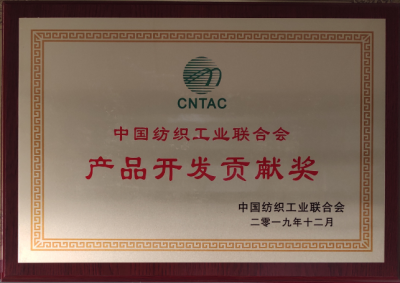 CNTAC
中国纺织工业联合会
产品开发贡献奖
中国纺织工业联合会
二零一九年十二月